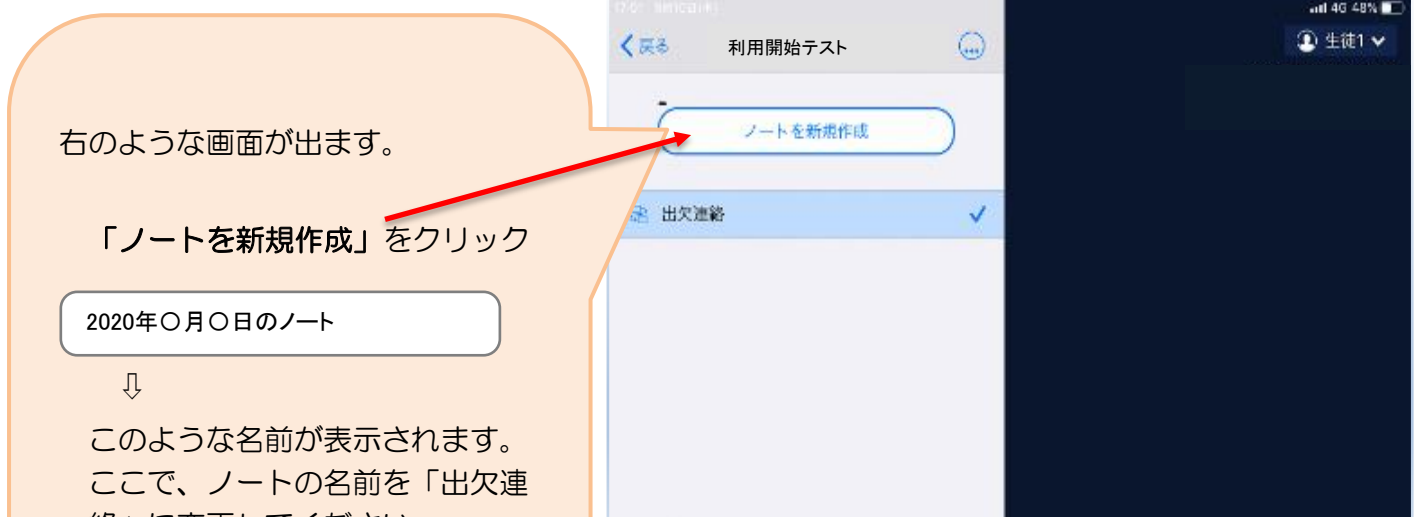 右のような画面が出ます。
「ノートを新規作成」をクリック
2020年〇月〇日のノート
⇩
このような名前が表示されます。
ここで、ノートの名前を「出欠連
4G 48%
戻る 利用開始テスト
生徒1
ノートを新規作成
出欠連絡